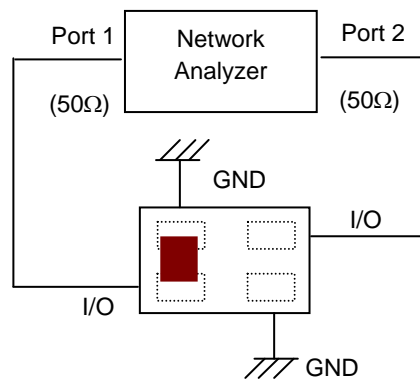 Port 1
Network
Analyzer
Port 2
(50Ω)
(50Ω)
GND
I/O
I/O
GND